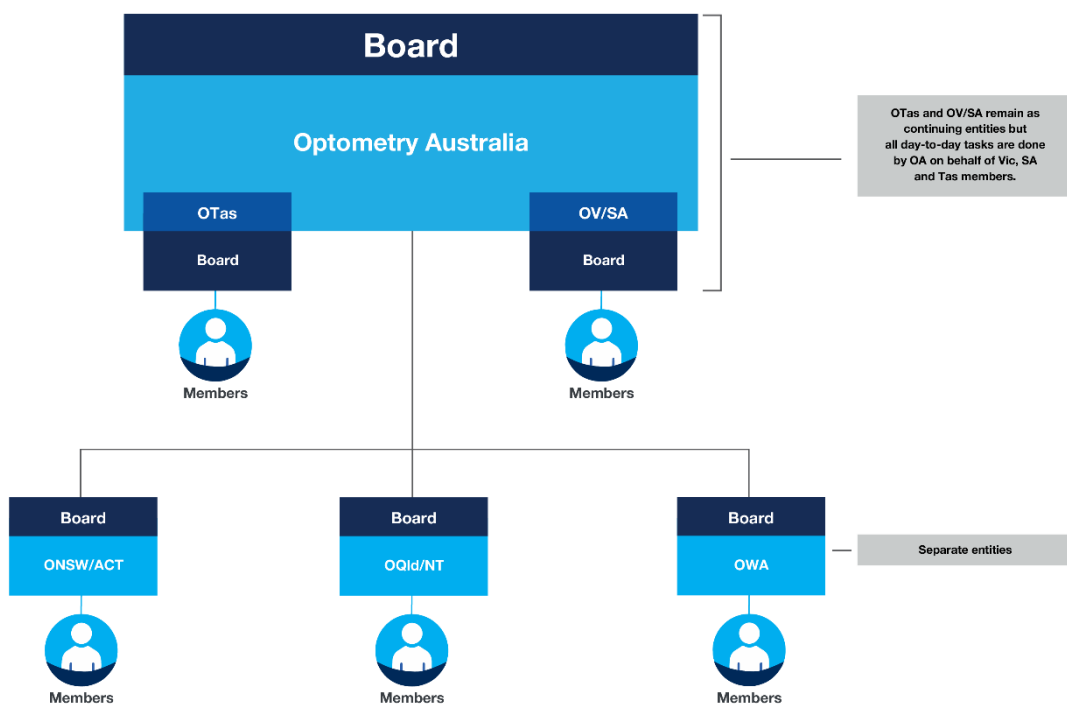 Board
Optometry Australia
OTas and OV/SA remain as
continuing entities but
all day-to-day tasks are done
by OA on behalf of Vic, SA
and Tas members.
OTas
OV/SA
Board
Board
Members
Members
Board
Board
Board
ONSW/ACT
OQld/NT
OWA
Separate entities
Members
Members
Members